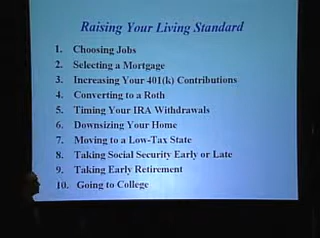 Raising Your Living Standard
1. Choosing Jobs
2. Selecting a Mortgage
3. Increasing Your 401(k) Contributions
4. Converting to a Roth
5. Timing Your IRA Withdrawals
6. Downsizing Your Home
7. Moving to a Low-Tax State
8. Taking Social Security Early or Late
9. Taking Early Retirement
10. Going to College